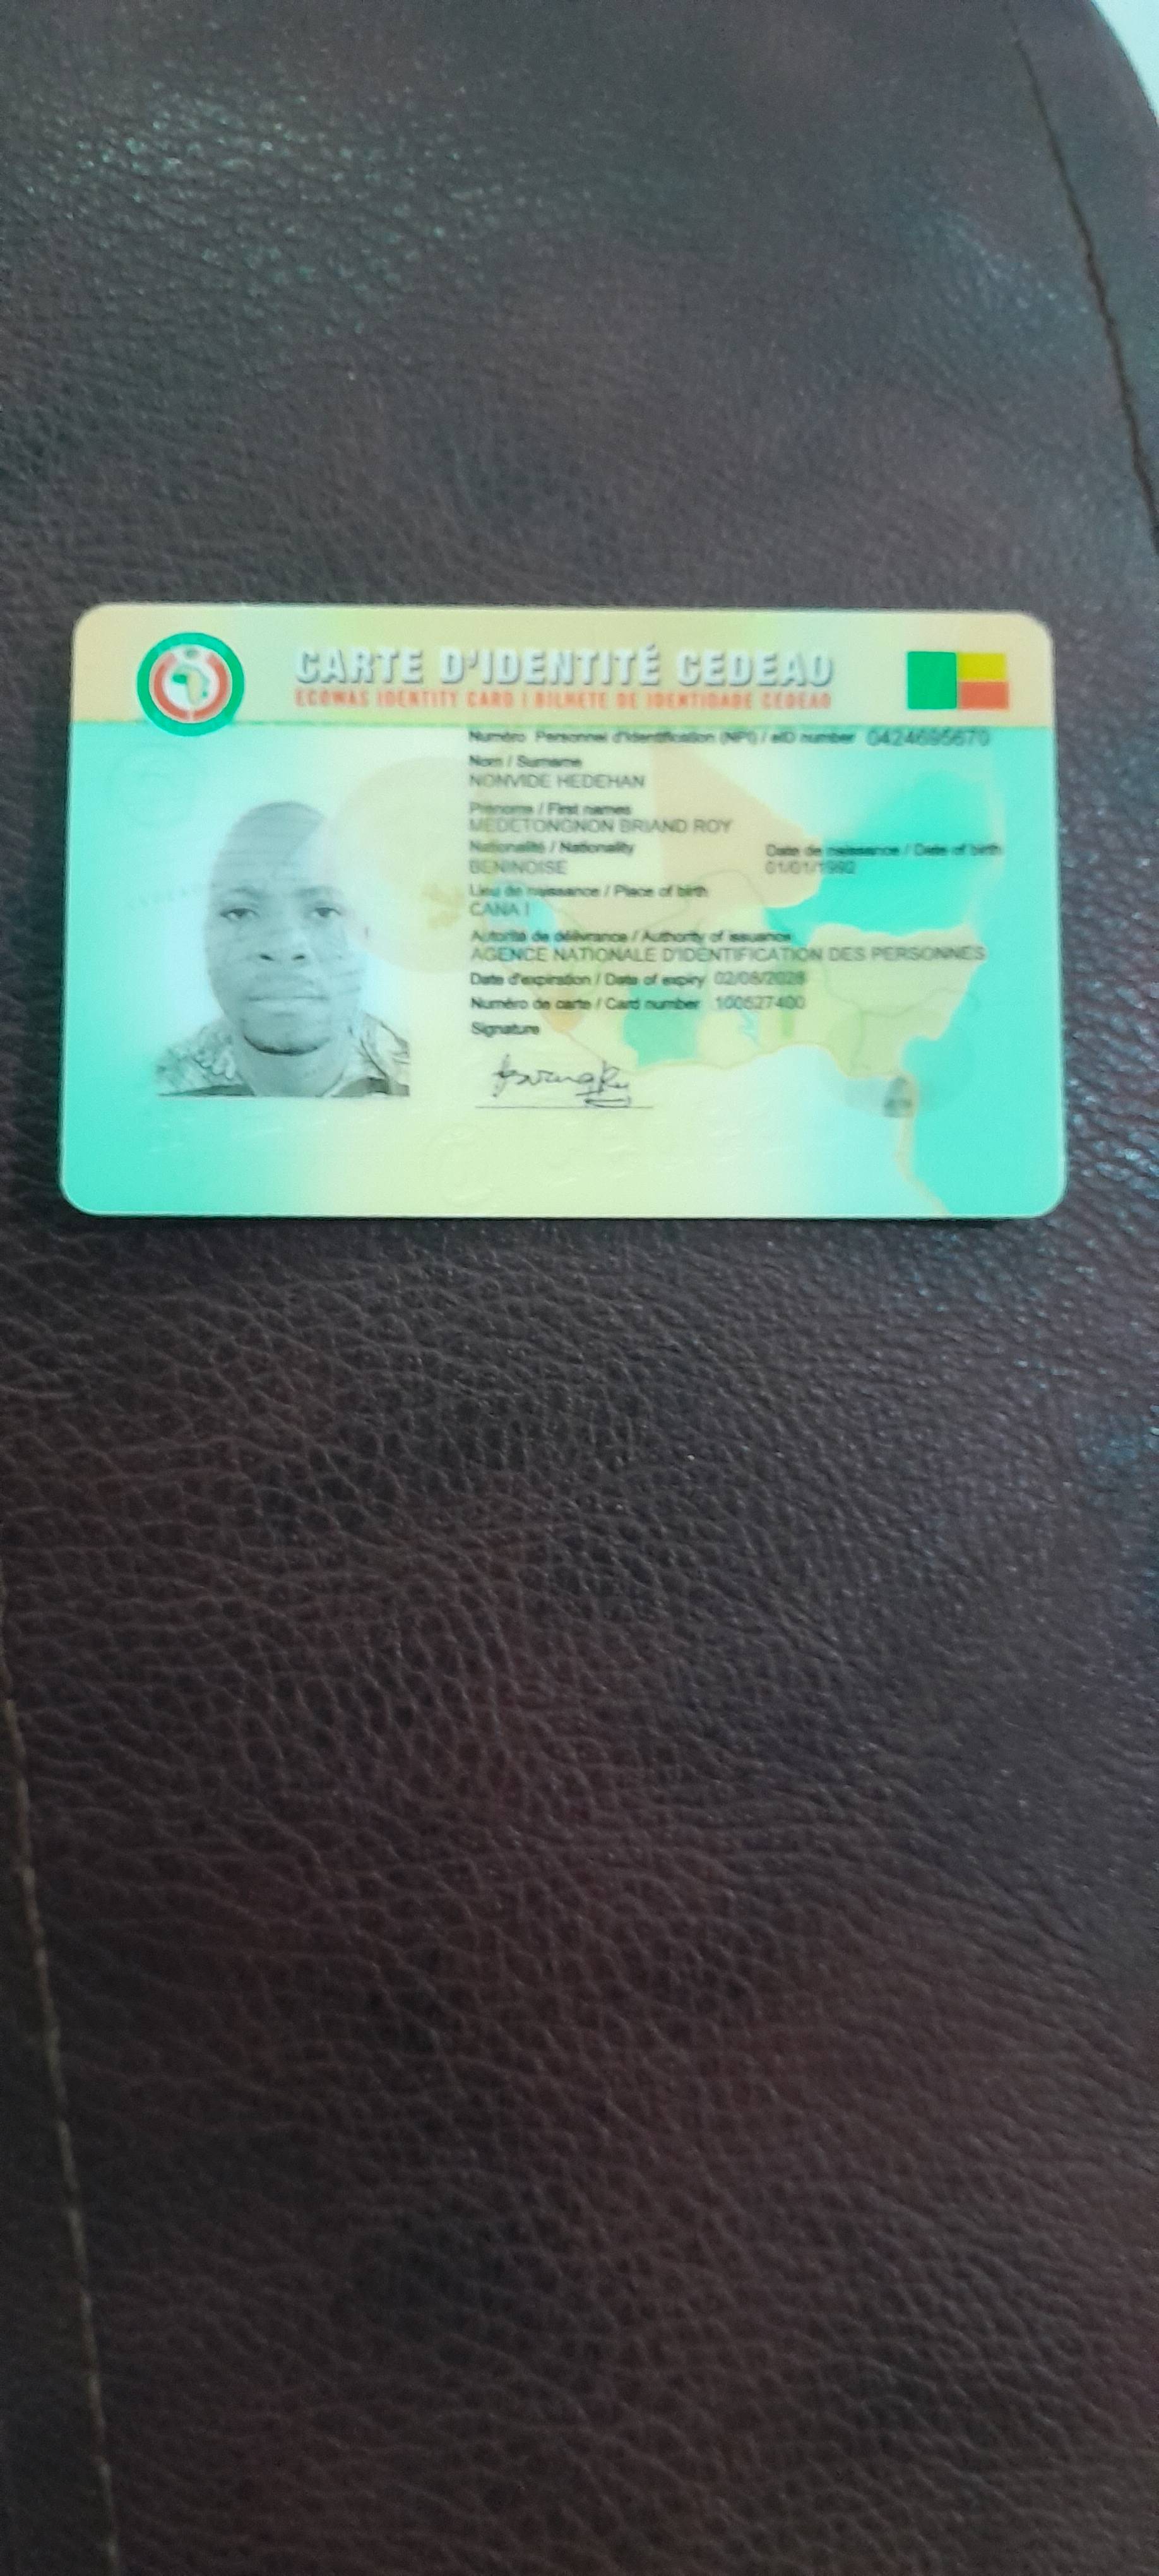 CARTE D'IDENTITÉ CEDEAO
ECOWAS IDENTITY CARD / BILHETE DE IDENTIDADE CEDEAO
Numéro Personnel d'Identification (NPI) / eID number 0424695670
Nom / Surname
NONVIDE HEDEHAN
Prénoms / First names
MEDETONGNON BRIAND ROY
Nationalité / Nationality
BENINOISE
Date de naissance / Date of birth
01/01/1992
Lieu de naissance / Place of birth
CANA I
Autorité de délivrance / Authority of issuance
AGENCE NATIONALE D'IDENTIFICATION DES PERSONNES
Date d'expiration / Date of expiry 02/08/2028
Numéro de carte / Card number 100527400
Signature